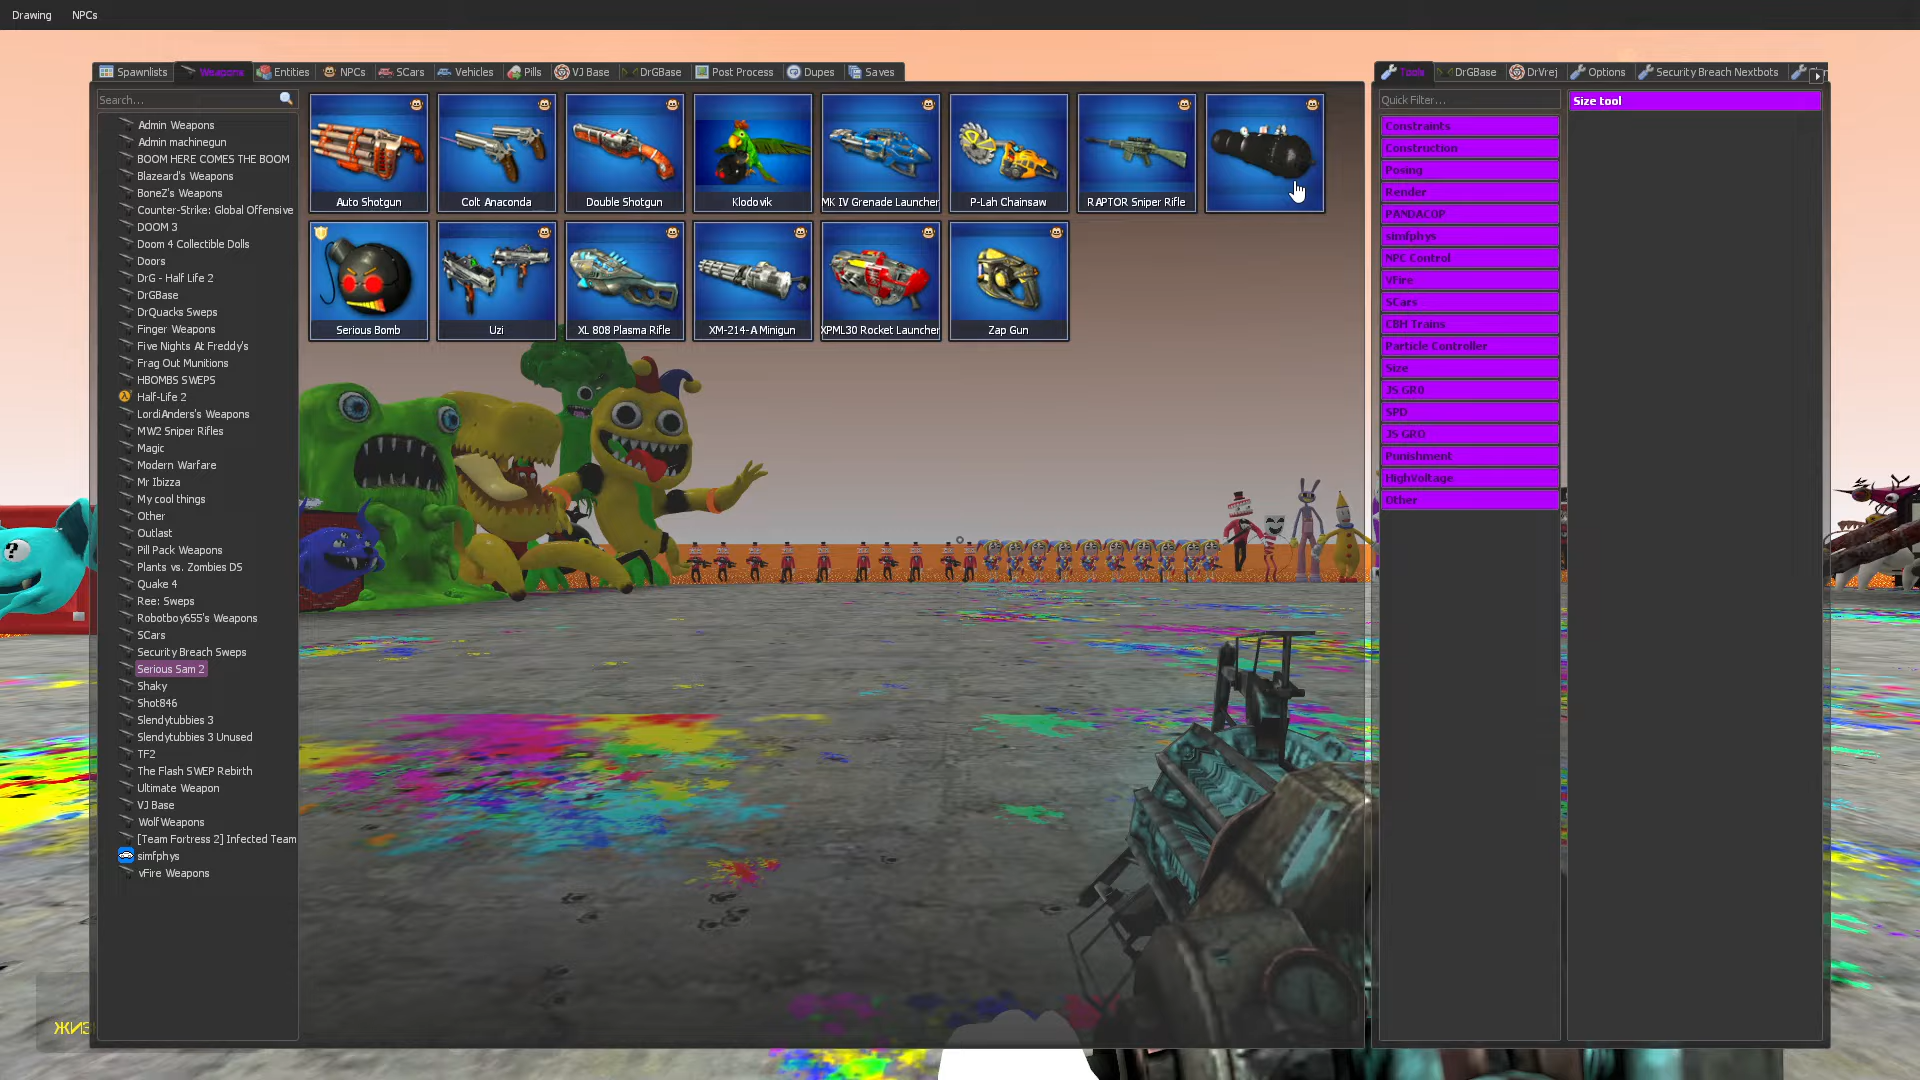 Drawing NPCs
Spawnlists Weapons Entities NPCs SCars Vehicles Pills VJ Base DrGBase Post Process Dupes Saves
Tools DrGBase DrVrej Options Security Breach Nextbots
Search...
Admin Weapons
Admin machinegun
BOOM HERE COMES THE BOOM
Blazeard's Weapons
BoneZ's Weapons
Counter-Strike: Global Offensive
DOOM 3
Doom 4 Collectible Dolls
Doors
DrG - Half Life 2
DrGBase
DrQuacks Sweps
Finger Weapons
Five Nights At Freddy's
Frag Out Munitions
HBOMBS SWEPS
Half-Life 2
LordiAnders's Weapons
MW2 Sniper Rifles
Magic
Modern Warfare
Mr Ibizza
My cool things
Other
Outlast
Pill Pack Weapons
Plants vs. Zombies DS
Quake 4
Ree: Sweps
Robotboy655's Weapons
SCars
Security Breach Sweps
Serious Sam 2
Shaky
Shot846
Slendytubbies 3
Slendytubbies 3 Unused
TF2
The Flash SWEP Rebirth
Ultimate Weapon
VJ Base
WolfWeapons
[Team Fortress 2] Infected Team
simfphys
vFire Weapons
Auto Shotgun
Colt Anaconda
Double Shotgun
Klodovik
MK IV Grenade Launcher
P-Lah Chainsaw
RAPTOR Sniper Rifle
Serious Bomb
Uzi
XL 808 Plasma Rifle
XM-214-A Minigun
XPML30 Rocket Launcher
Zap Gun
Quick Filter...
Constraints
Construction
Posing
Render
PANDACOP
simfphys
NPC Control
VFire
SCars
CBH Trains
Particle Controller
Size
JS GRO
SPD
JS GRO
Punishment
HighVoltage
Other
Size tool
ЖИЗ